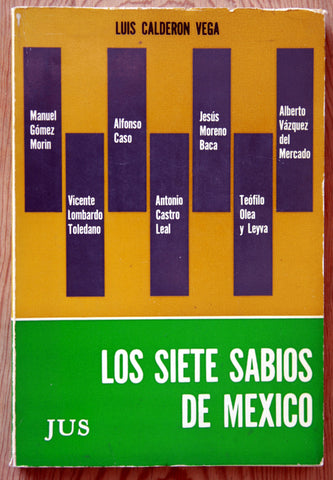 LUIS CALDERON VEGA
Manuel
Gómez
Morin
Vicente
Lombardo
Toledano
Alfonso
Caso
Antonio
Castro
Leal
Jesús
Moreno
Baca
Teófilo
Olea
y Leyva
Alberto
Vázquez
del
Mercado
LOS SIETE SABIOS
DE MEXICO
JUS